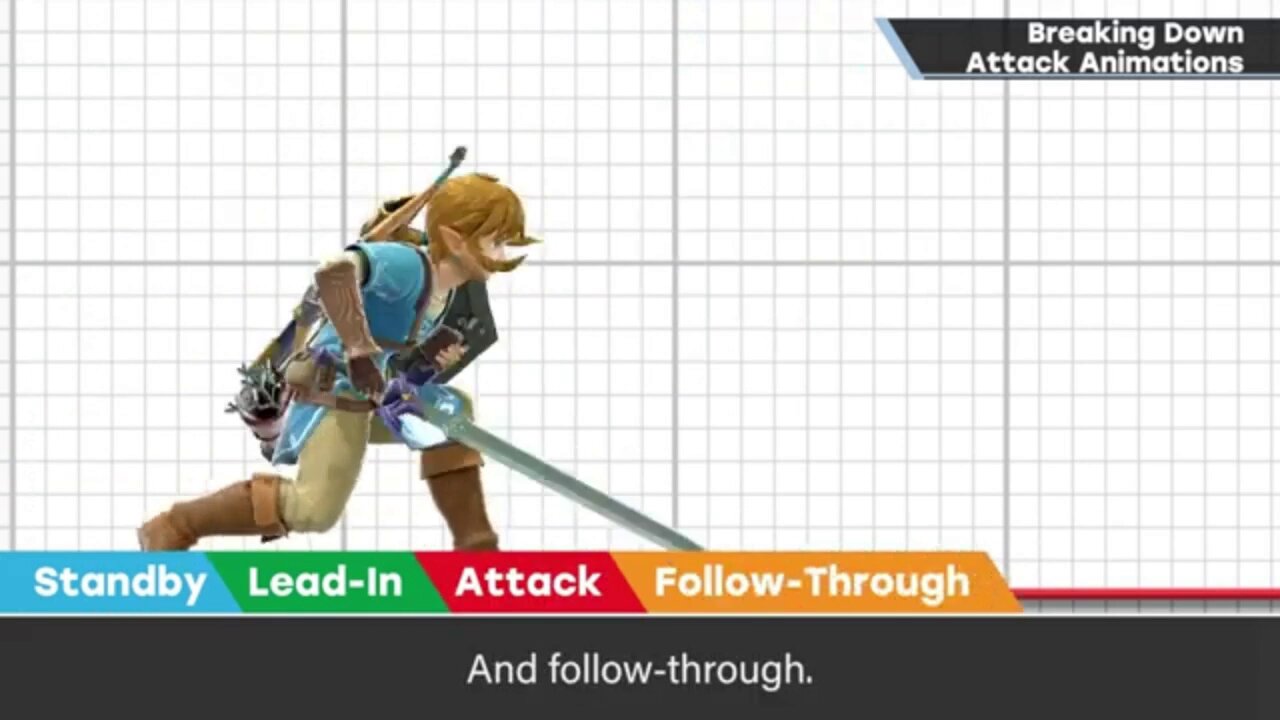 Breaking Down
Attack Animations
Standby Lead-In Attack Follow-Through
And follow-through.